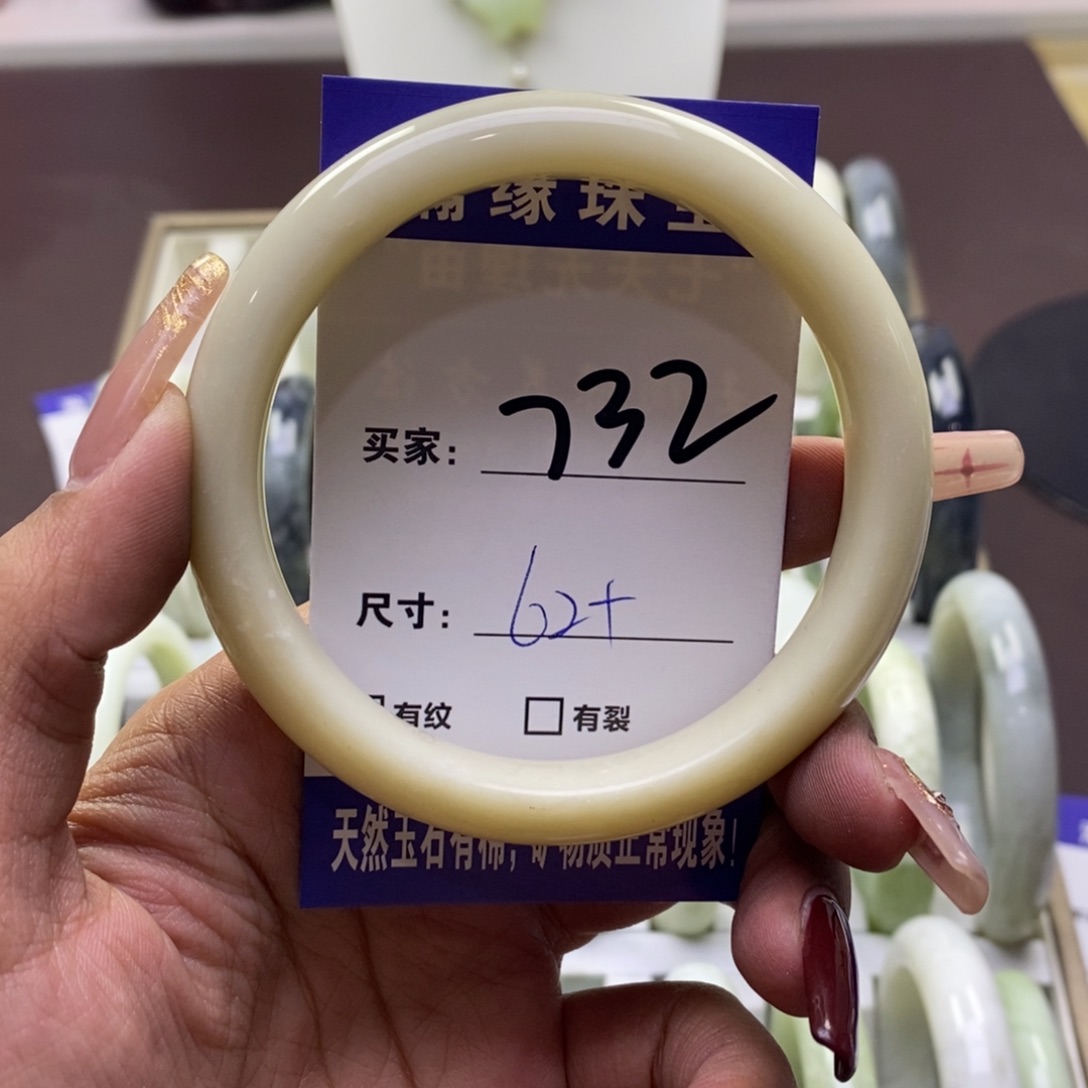 缘珠
买家: 732
尺寸: 62+
有纹 □有裂
天然玉石有棉, 矿物质正常现象!